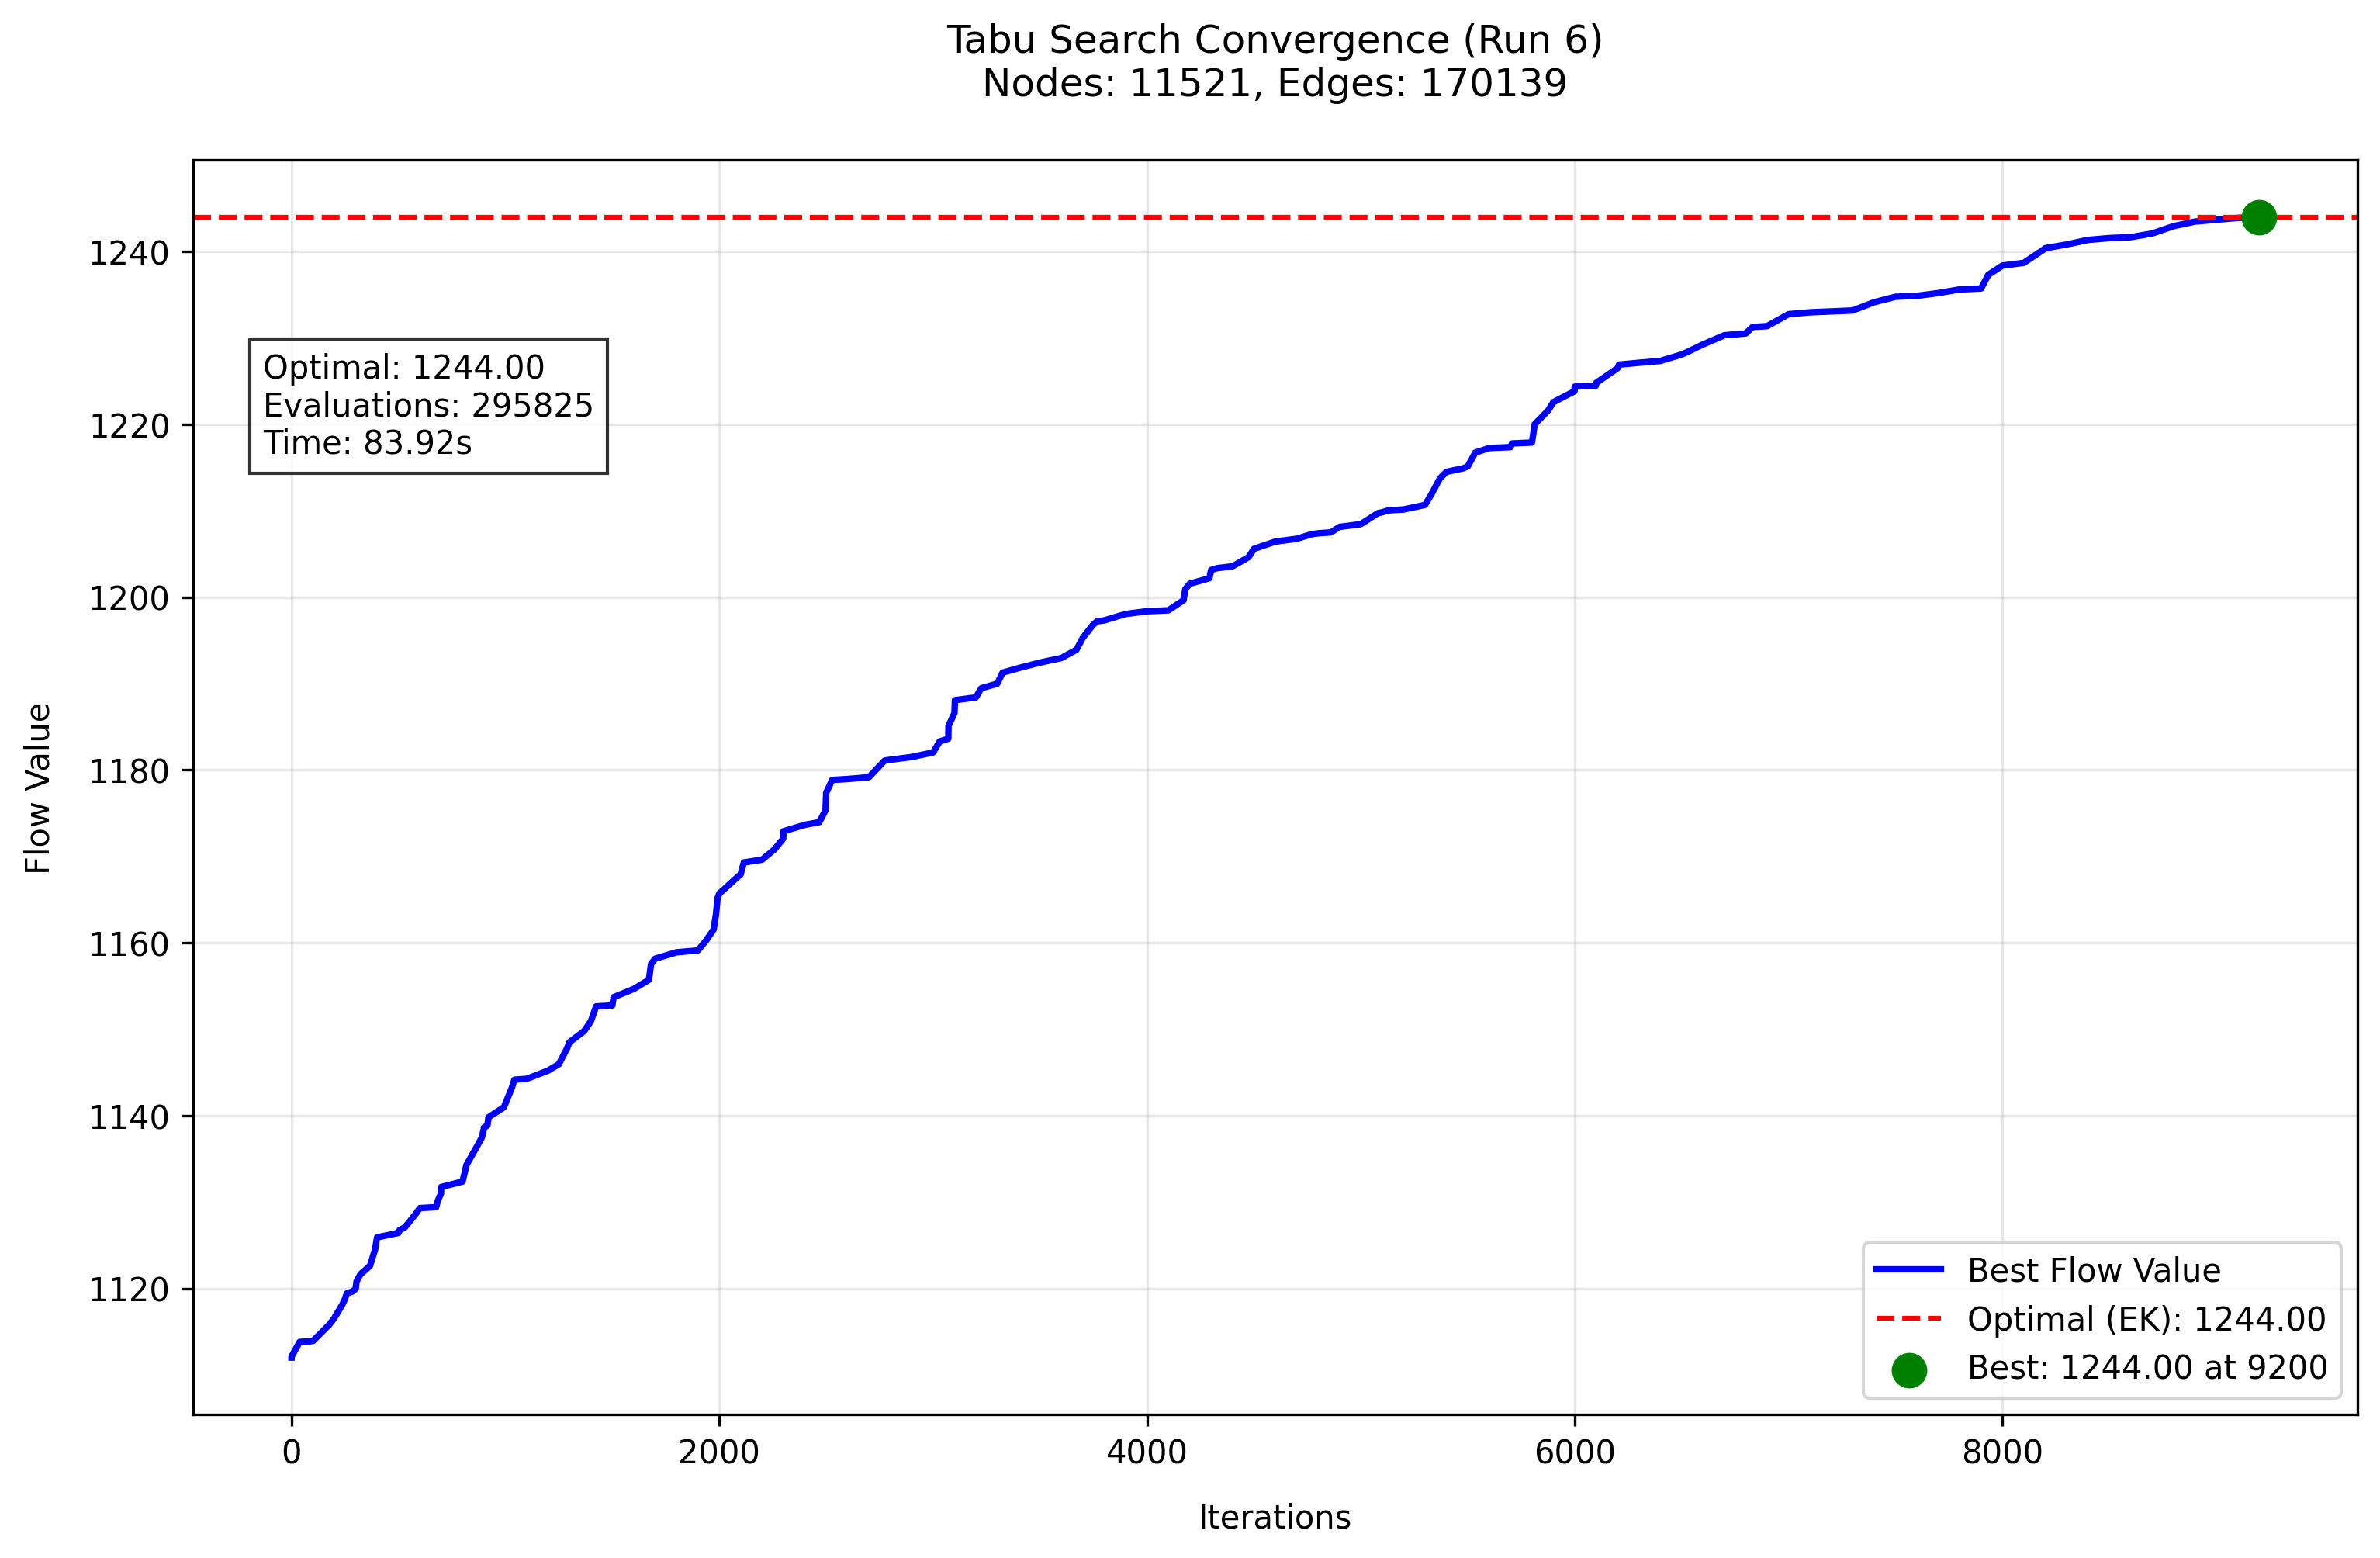 Tabu Search Convergence (Run 6)
Nodes: 11521, Edges: 170139
1240
1220
1200
1180
1160
1140
1120
Flow Value
Optimal: 1244.00
Evaluations: 295825
Time: 83.92s
Best Flow Value
Optimal (EK): 1244.00
Best: 1244.00 at 9200
0
2000
4000
6000
8000
Iterations